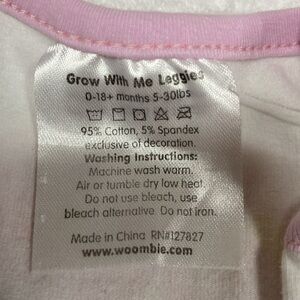 Grow With Me Leggies
0-18+ months 5-30lbs
95% Cotton, 5% Spandex
exclusive of decoration.
Washing Instructions:
Machine wash warm.
Air or tumble dry low heat.
Do not use bleach, use
bleach alternative. Do not iron.
Made in China RN#127827
www.woombie.com